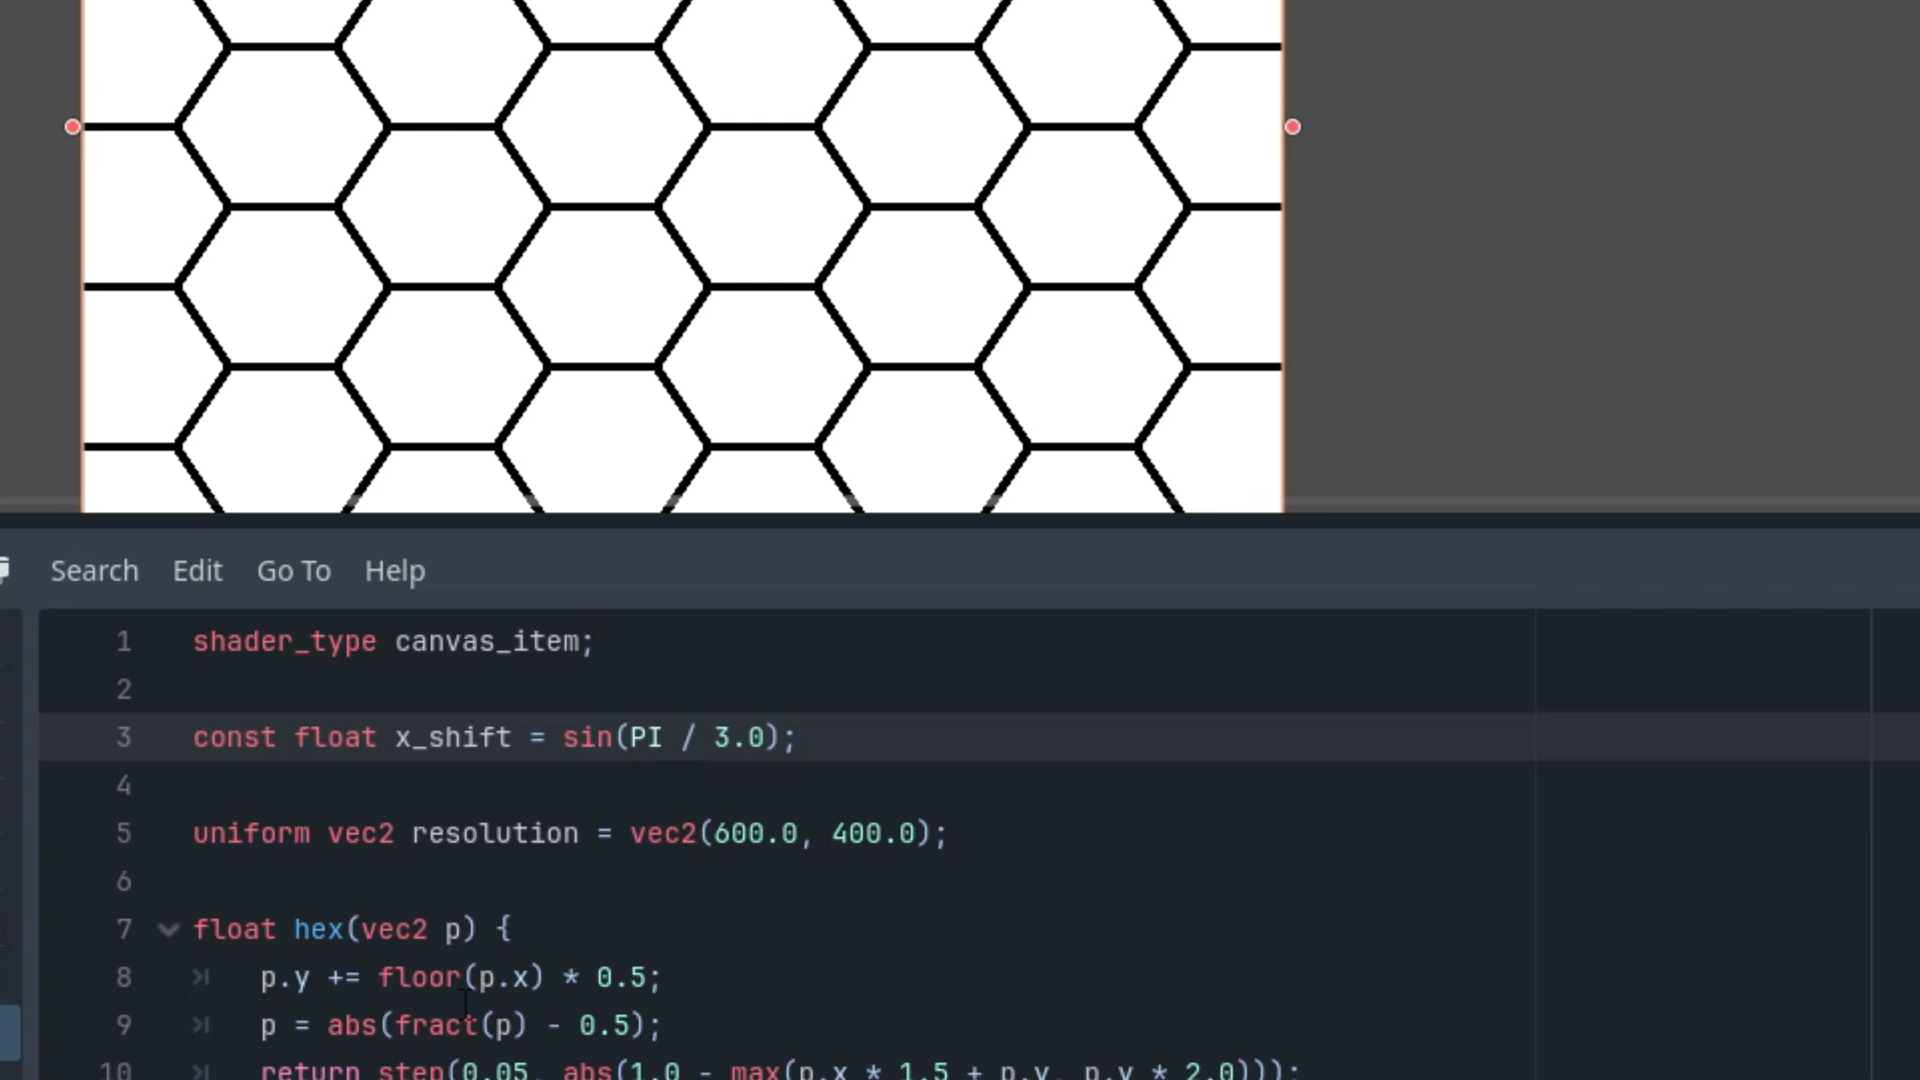 Search Edit Go To Help
1 shader_type canvas_item;
2
3 const float x_shift = sin(PI / 3.0);
4
5 uniform vec2 resolution = vec2(600.0, 400.0);
6
7 float hex(vec2 p) {
8 p.y += floor(p.x) * 0.5;
9 p = abs(fract(p) - 0.5);
10 return step(0.05, abs(1.0 - max(p.x * 1.5 + p.y, p.y * 2.0)));